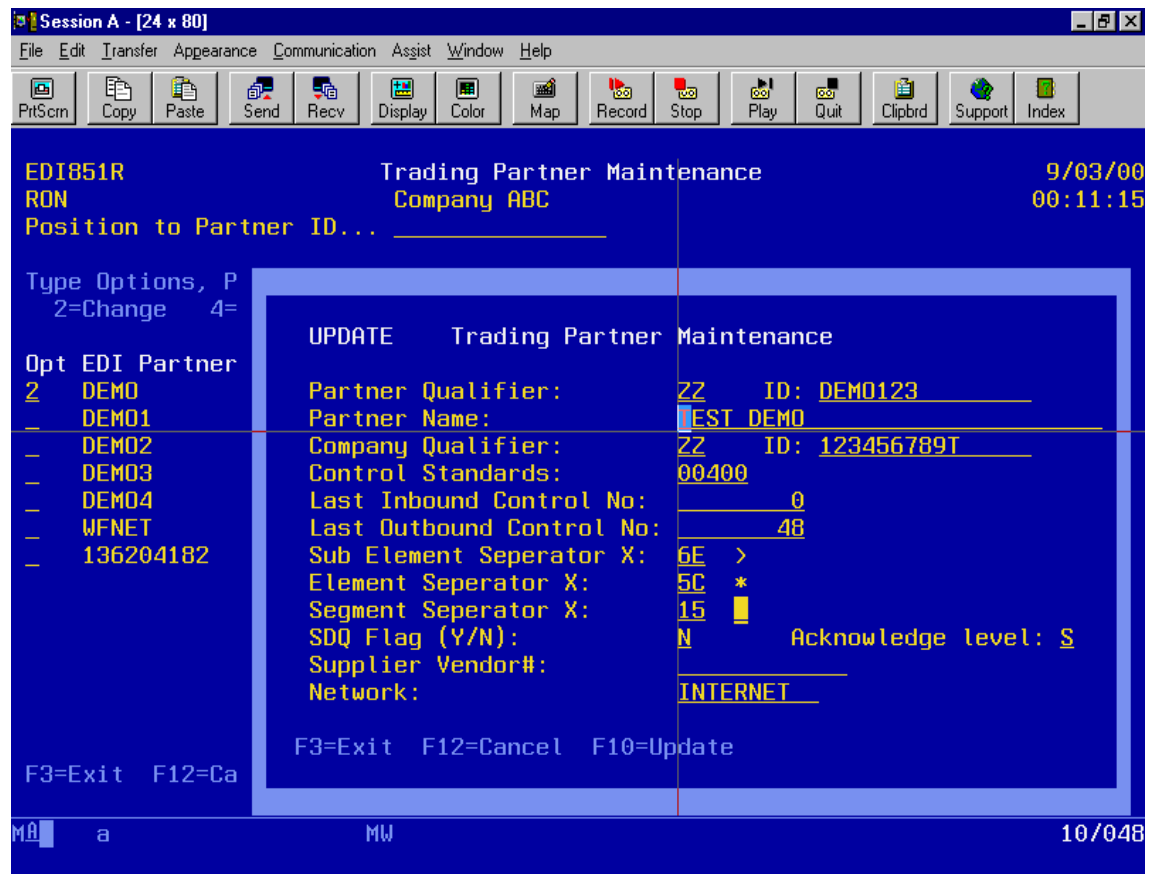 Session A - [24 x 80]
File Edit Transfer Appearance Communication Assist Window Help
PrtScrn Copy Paste Send Recv Display Color Map Record Stop Play Quit Clipbrd Support Index
EDI851R Trading Partner Maintenance 9/03/00
RON Company ABC 00:11:15
Position to Partner ID...
Type Options, P
2=Change 4=
UPDATE Trading Partner Maintenance
Opt EDI Partner
2 DEMO Partner Qualifier: ZZ ID: DEMO123
DEMO1 Partner Name: TEST DEMO
DEMO2 Company Qualifier: ZZ ID: 123456789T
DEMO3 Control Standards: 00400
DEMO4 Last Inbound Control No: 0
WFNET Last Outbound Control No: 48
136204182 Sub Element Seperator X: 6E >
Element Seperator X: 5C *
Segment Seperator X: 15
SDQ Flag (Y/N): N Acknowledge level: S
Supplier Vendor#:
Network: INTERNET
F3=Exit F12=Cancel F10=Update
F3=Exit F12=Ca
MA a MW 10/048